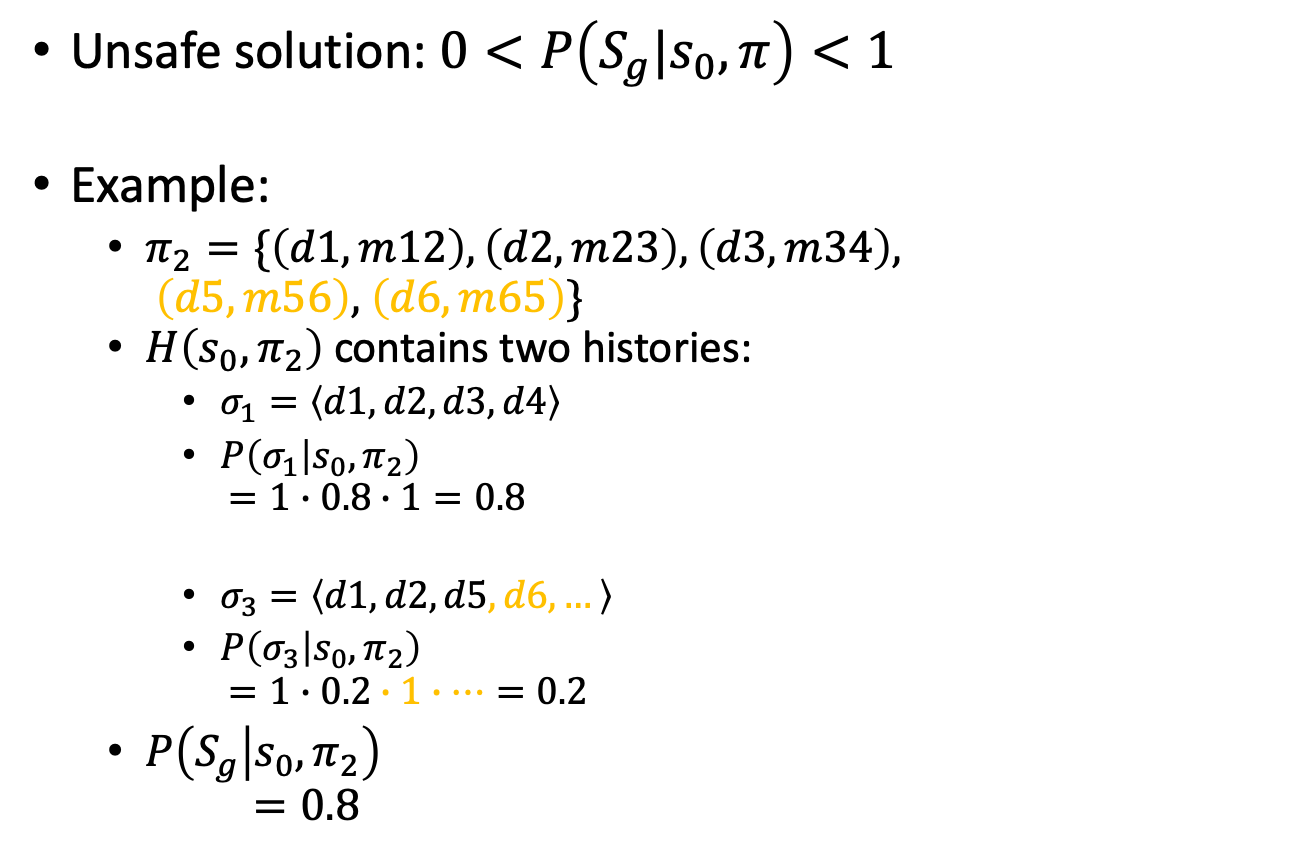 • Unsafe solution: 0 < P(S_g|s_0, π) < 1
• Example:
• π_2 = {(d1, m12), (d2, m23), (d3, m34),
(d5, m56), (d6, m65)}
• H(s_0, π_2) contains two histories:
• σ_1 = ⟨d1, d2, d3, d4⟩
• P(σ_1|s_0, π_2)
= 1 · 0.8 · 1 = 0.8
• σ_3 = ⟨d1, d2, d5, d6, … ⟩
• P(σ_3|s_0, π_2)
= 1 · 0.2 · 1 · ⋯ = 0.2
• P(S_g|s_0, π_2)
= 0.8